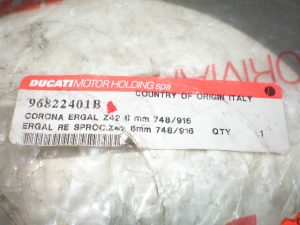 DUCATI MOTOR HOLDING spa
COUNTRY OF ORIGIN ITALY
96822401B
CORONA ERGAL Z42 6 mm 748/916
ERGAL RE SPROC.Z42 6mm 748/916 QTY 1